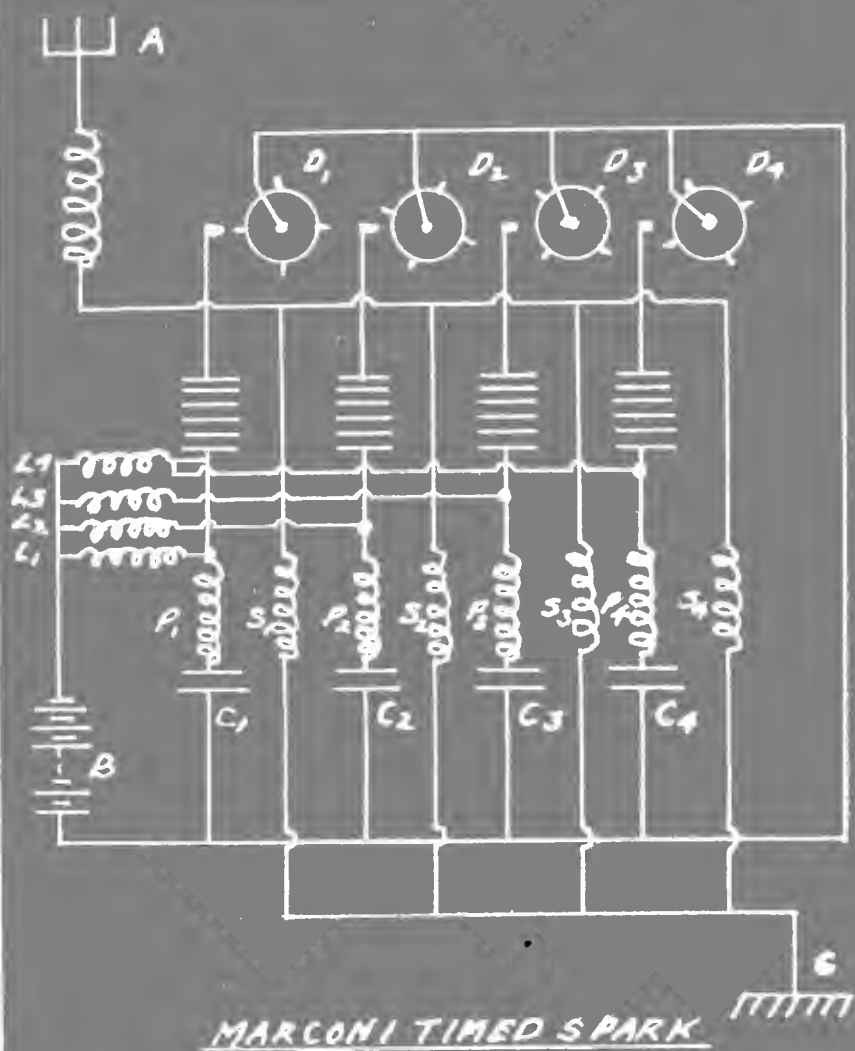 A
D1 D2 D3 D4
L4
L3
L2
L1
P1 S1 P2 S2 P3 S3 P4 S4
C1 C2 C3 C4
B
G
MARCONI TIMED SPARK